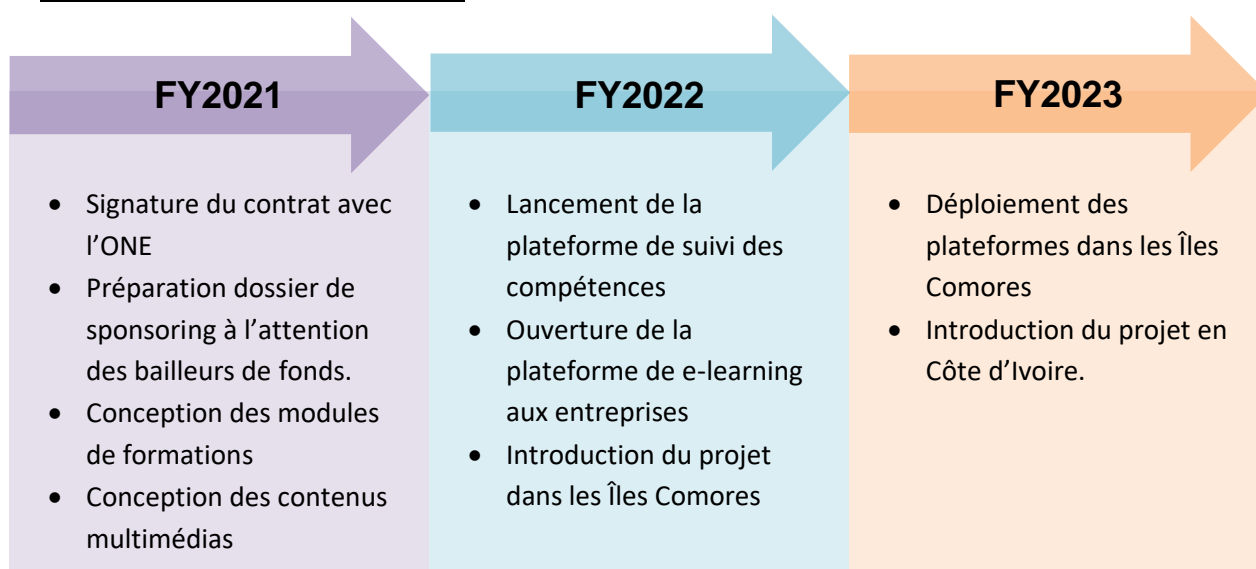 FY2021
• Signature du contrat avec
l’ONE
• Préparation dossier de
sponsoring à l’attention
des bailleurs de fonds.
• Conception des modules
de formations
• Conception des contenus
multimédias
FY2022
• Lancement de la
plateforme de suivi des
compétences
• Ouverture de la
plateforme de e-learning
aux entreprises
• Introduction du projet
dans les Îles Comores
FY2023
• Déploiement des
plateformes dans les Îles
Comores
• Introduction du projet en
Côte d’Ivoire.